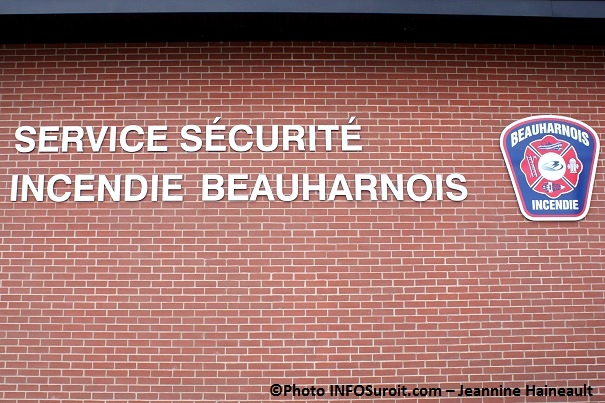 SERVICE SÉCURITÉ
INCENDIE BEAUHARNOIS
BEAUHARNOIS
INCENDIE
©Photo INFOSuroit.com – Jeannine Haineault